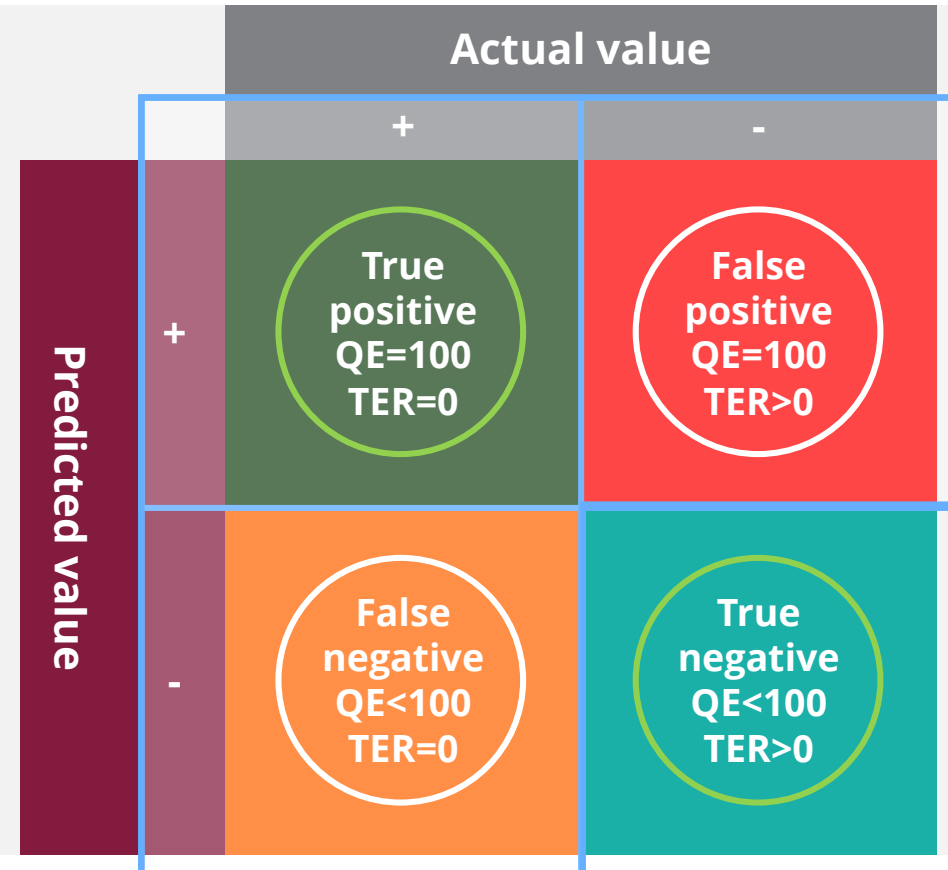 Actual value
+
-
Predicted value
+
True
positive
QE=100
TER=0
False
positive
QE=100
TER>0
-
False
negative
QE<100
TER=0
True
negative
QE<100
TER>0